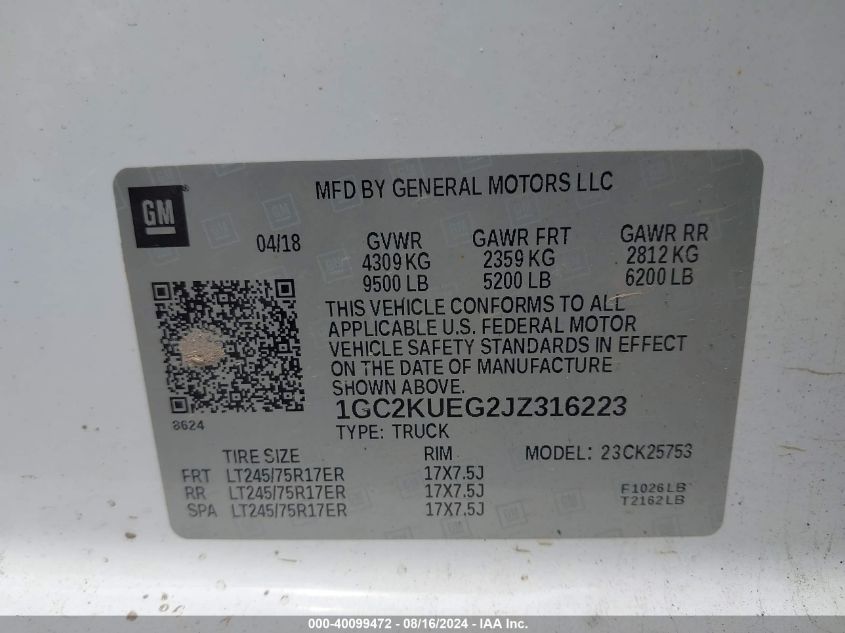 GM
MFD BY GENERAL MOTORS LLC
04/18 GVWR GAWR FRT GAWR RR
4309 KG 2359 KG 2812 KG
9500 LB 5200 LB 6200 LB
THIS VEHICLE CONFORMS TO ALL
APPLICABLE U.S. FEDERAL MOTOR
VEHICLE SAFETY STANDARDS IN EFFECT
ON THE DATE OF MANUFACTURE
SHOWN ABOVE.
1GC2KUEG2JZ316223
8624
TYPE: TRUCK
TIRE SIZE RIM MODEL: 23CK25753
FRT LT245/75R17ER 17X7.5J
RR LT245/75R17ER 17X7.5J F1026LB
SPA LT245/75R17ER 17X7.5J T2162LB
000-40099472 - 08/16/2024 - IAA Inc.